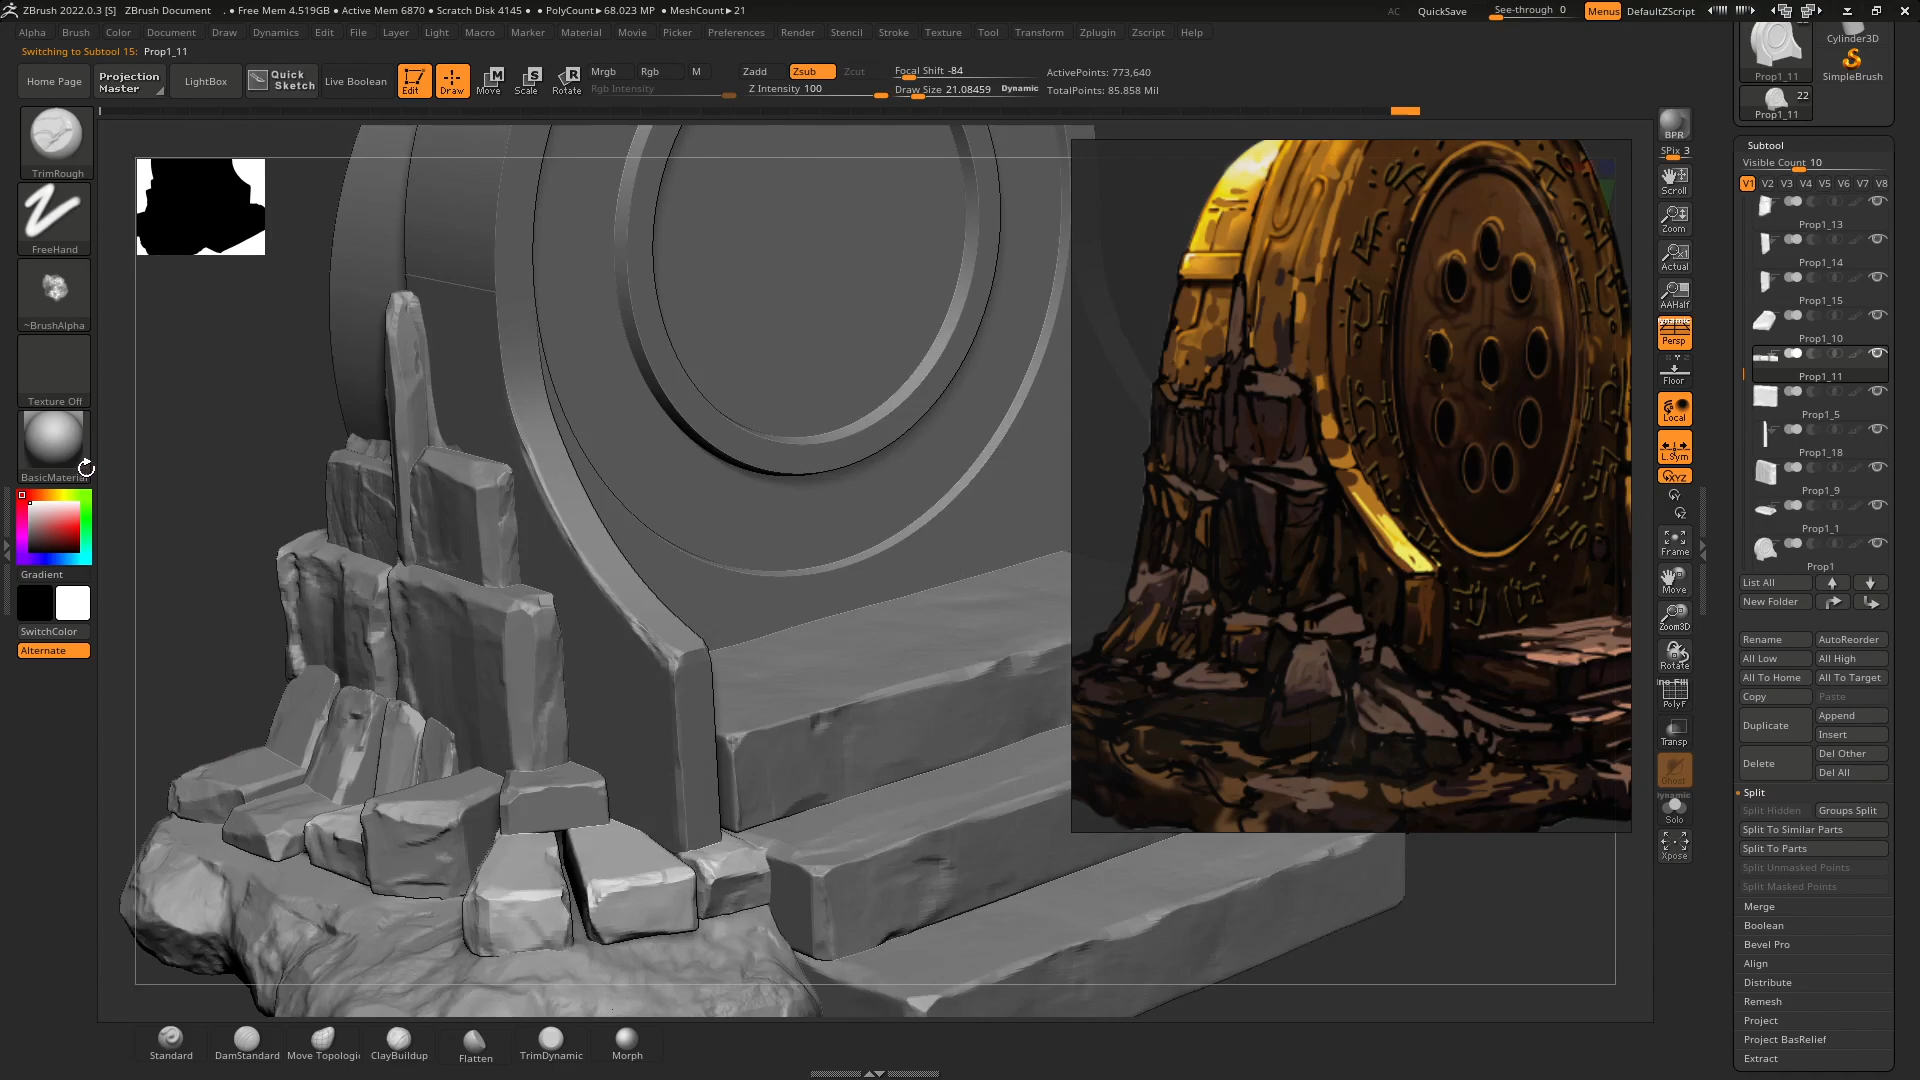 ZBrush 2022.0.3 [S] ZBrush Document . • Free Mem 4.519GB • Active Mem 6870 • Scratch Disk 4145 • • PolyCount► 68.023 MP • MeshCount► 21
AC QuickSave See-through 0 Menus DefaultZScript
Alpha Brush Color Document Draw Dynamics Edit File Layer Light Macro Marker Material Movie Picker Preferences Render Stencil Stroke Texture Tool Transform Zplugin Zscript Help
Switching to Subtool 15: Prop1_11
Home Page
Projection Master
LightBox
Quick Sketch
Live Boolean
Edit
Draw
Move
Scale
Rotate
Mrgb Rgb M
Rgb Intensity
Zadd Zsub Zcut
Z Intensity 100
Focal Shift -84
Draw Size 21.08459 Dynamic
ActivePoints: 773,640
TotalPoints: 85.858 Mil
TrimRough
FreeHand
~BrushAlpha
Texture Off
BasicMaterial
Gradient
SwitchColor
Alternate
BPR
SPix 3
Scroll
Zoom
Actual
AAHalf
Dynamic
Persp
Floor
Local
L.Sym
XYZ
Frame
Move
Zoom3D
Rotate
PolyF
Transp
Ghost
Dynamic
Solo
Xpose
Cylinder3D
Prop1_11
SimpleBrush
22
Prop1_11
Subtool
Visible Count 10
V1 V2 V3 V4 V5 V6 V7 V8
Prop1_13
Prop1_14
Prop1_15
Prop1_10
Prop1_11
Prop1_5
Prop1_18
Prop1_9
Prop1_1
Prop1
List All
New Folder
Rename AutoReorder
All Low All High
All To Home All To Target
Copy Paste
Duplicate Append
Insert
Delete Del Other
Del All
Split
Split Hidden Groups Split
Split To Similar Parts
Split To Parts
Split Unmasked Points
Split Masked Points
Merge
Boolean
Bevel Pro
Align
Distribute
Remesh
Project
Project BasRelief
Extract
Standard DamStandard Move Topologi ClayBuildup Flatten TrimDynamic Morph